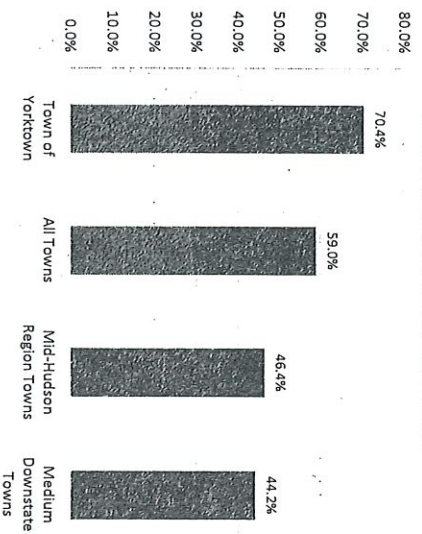 80.0%
70.0%
60.0%
50.0%
40.0%
30.0%
20.0%
10.0%
0.0%
70.4%
59.0%
46.4%
44.2%
Town of
Yorktown
All Towns
Mid-Hudson
Region Towns
Medium
Downstate
Towns